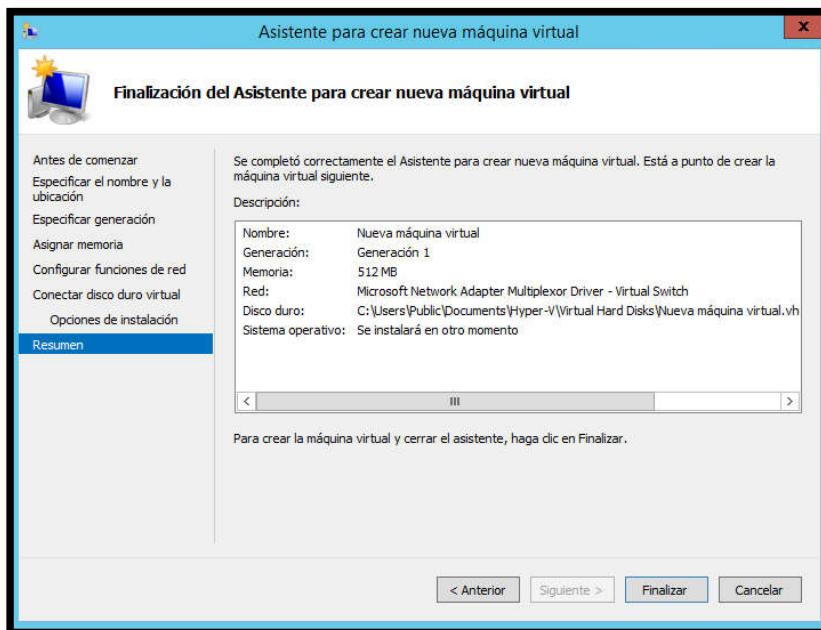 Asistente para crear nueva máquina virtual
x
Finalización del Asistente para crear nueva máquina virtual
Antes de comenzar
Especificar el nombre y la
ubicación
Especificar generación
Asignar memoria
Configurar funciones de red
Conectar disco duro virtual
Opciones de instalación
Resumen
Se completó correctamente el Asistente para crear nueva máquina virtual. Está a punto de crear la
máquina virtual siguiente.
Descripción:
Nombre: Nueva máquina virtual
Generación: Generación 1
Memoria: 512 MB
Red: Microsoft Network Adapter Multiplexor Driver - Virtual Switch
Disco duro: C:\Users\Public\Documents\Hyper-V\Virtual Hard Disks\Nueva máquina virtual.vh
Sistema operativo: Se instalará en otro momento
Para crear la máquina virtual y cerrar el asistente, haga clic en Finalizar.
< Anterior Siguiente > Finalizar Cancelar